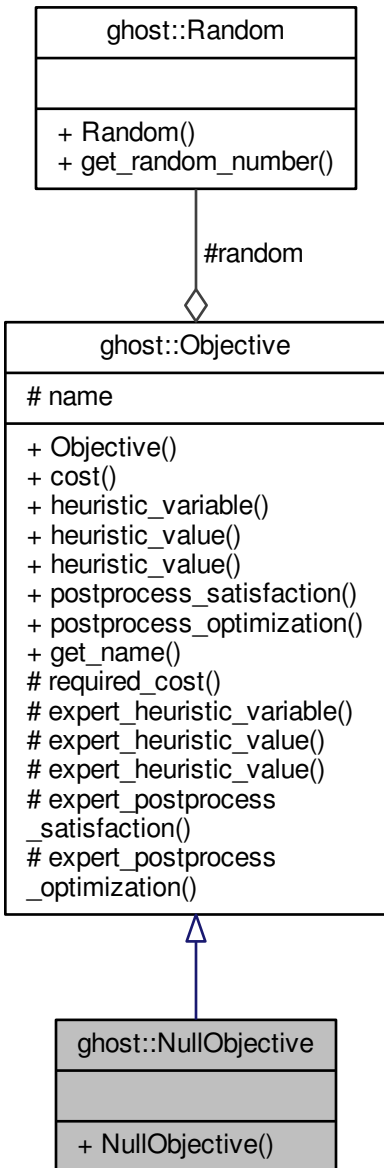 ghost::Random
+ Random()
+ get_random_number()
#random
ghost::Objective
# name
+ Objective()
+ cost()
+ heuristic_variable()
+ heuristic_value()
+ heuristic_value()
+ postprocess_satisfaction()
+ postprocess_optimization()
+ get_name()
# required_cost()
# expert_heuristic_variable()
# expert_heuristic_value()
# expert_heuristic_value()
# expert_postprocess
_satisfaction()
# expert_postprocess
_optimization()
ghost::NullObjective
+ NullObjective()